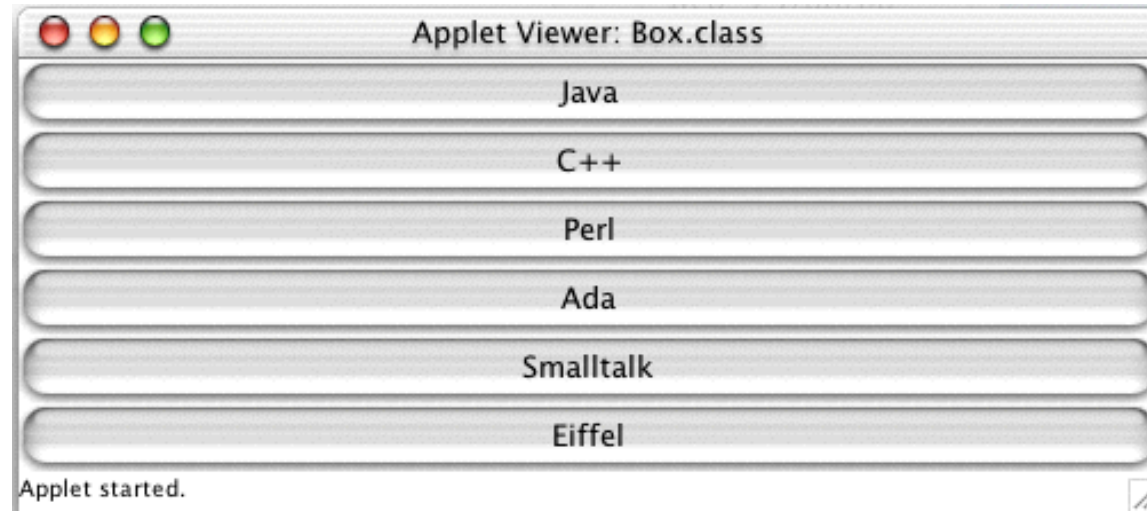 Applet Viewer: Box.class
Java
C++
Perl
Ada
Smalltalk
Eiffel
Applet started.